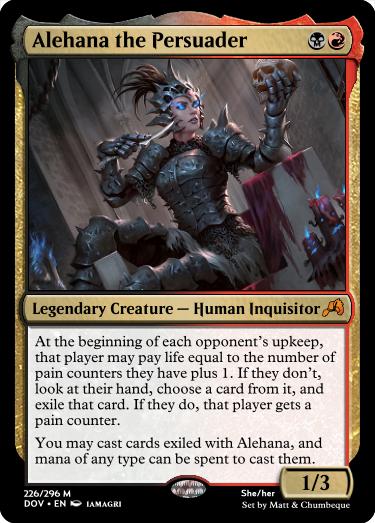 Alehana the Persuader
Legendary Creature — Human Inquisitor
At the beginning of each opponent's upkeep,
that player may pay life equal to the number of
pain counters they have plus 1. If they don't,
look at their hand, choose a card from it, and
exile that card. If they do, that player gets a
pain counter.
You may cast cards exiled with Alehana, and
mana of any type can be spent to cast them.
1/3
226/296 M
DOV • EN IAMAGRI
She/her
Set by Matt & Chumbeque